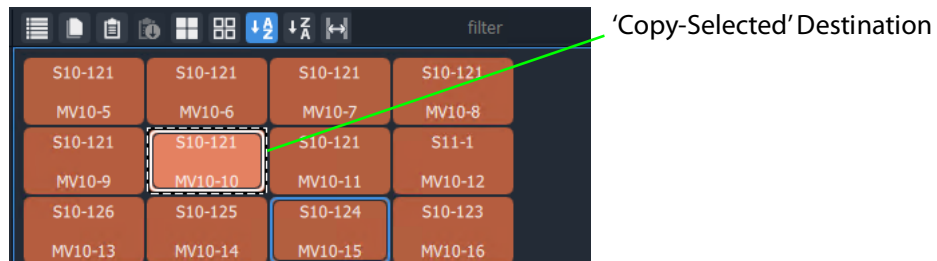 filter
'Copy-Selected' Destination
S10-121 S10-121 S10-121 S10-121
MV10-5 MV10-6 MV10-7 MV10-8
S10-121 S10-121 S10-121 S11-1
MV10-9 MV10-10 MV10-11 MV10-12
S10-126 S10-125 S10-124 S10-123
MV10-13 MV10-14 MV10-15 MV10-16